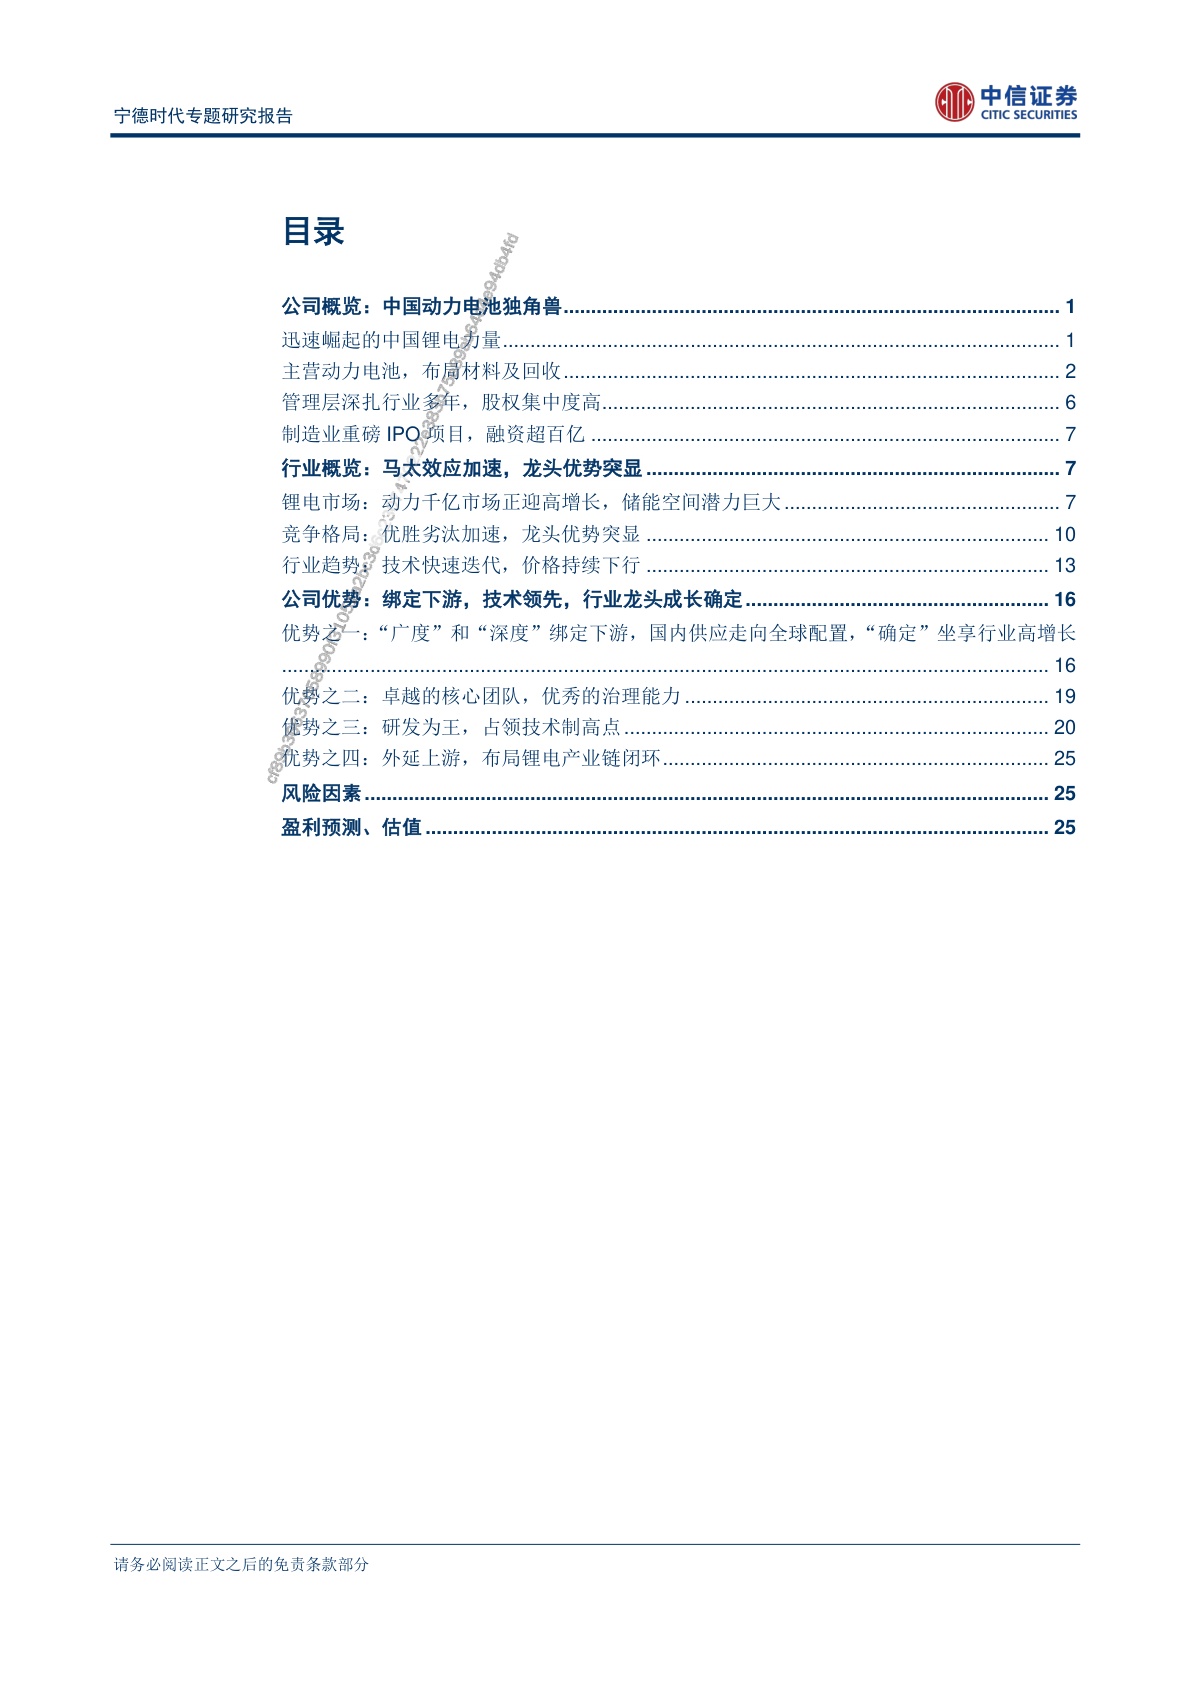 宁德时代专题研究报告
中信证券
CITIC SECURITIES
目录
公司概览：中国动力电池独角兽 1
迅速崛起的中国锂电力量 1
主营动力电池，布局材料及回收 2
管理层深扎行业多年，股权集中度高 6
制造业重磅 IPO 项目，融资超百亿 7
行业概览：马太效应加速，龙头优势突显 7
锂电市场：动力千亿市场正迎高增长，储能空间潜力巨大 7
竞争格局：优胜劣汰加速，龙头优势突显 10
行业趋势：技术快速迭代，价格持续下行 13
公司优势：绑定下游，技术领先，行业龙头成长确定 16
优势之一：“广度”和“深度”绑定下游，国内供应走向全球配置，“确定”坐享行业高增长
16
优势之二：卓越的核心团队，优秀的治理能力 19
优势之三：研发为王，占领技术制高点 20
优势之四：外延上游，布局锂电产业链闭环 25
风险因素 25
盈利预测、估值 25
请务必阅读正文之后的免责条款部分